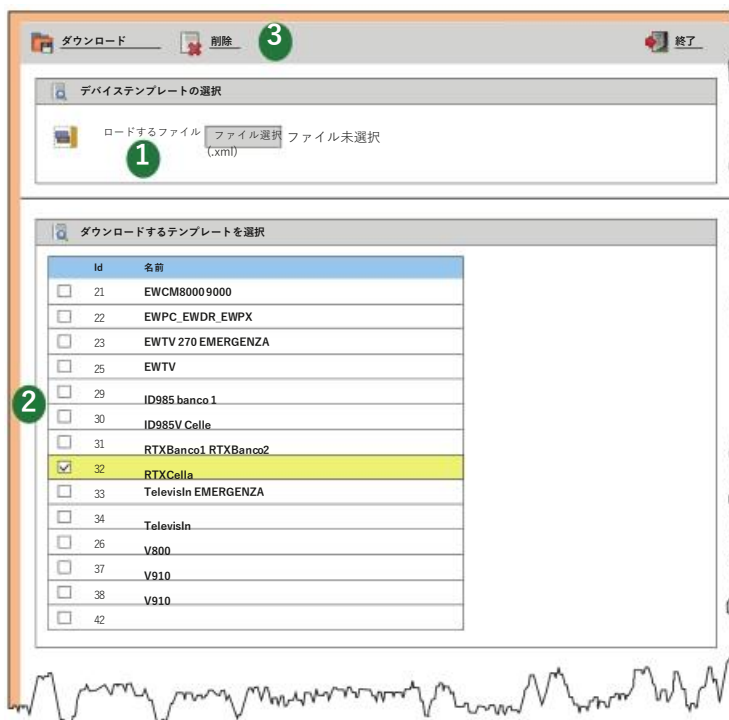 ダウンロード 削除 3 終了
デバイステンプレートの選択
ロードするファイル ファイル選択 ファイル未選択
1 (.xml)
ダウンロードするテンプレートを選択
Id 名前
21 EWCM8000 9000
22 EWPC_EWDR_EWPX
23 EWTV 270 EMERGENZA
25 EWTV
29 ID985 banco 1
2
30 ID985V Celle
31 RTXBanco1 RTXBanco2
32 RTXCella
33 TelevisIn EMERGENZA
34 TelevisIn
26 V800
37 V910
38 V910
42